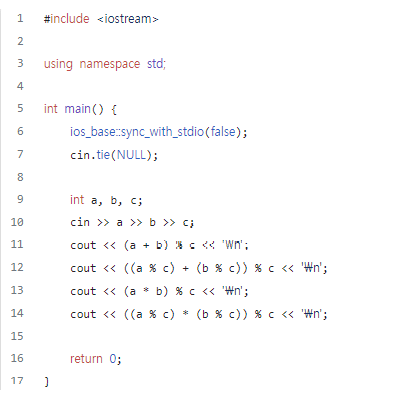 1 #include <iostream>
2
3 using namespace std;
4
5 int main() {
6 ios_base::sync_with_stdio(false);
7 cin.tie(NULL);
8
9 int a, b, c;
10 cin >> a >> b >> c;
11 cout << (a + b) % c << '₩n';
12 cout << ((a % c) + (b % c)) % c << '₩n';
13 cout << (a * b) % c << '₩n';
14 cout << ((a % c) * (b % c)) % c << '₩n';
15
16 return 0;
17 }